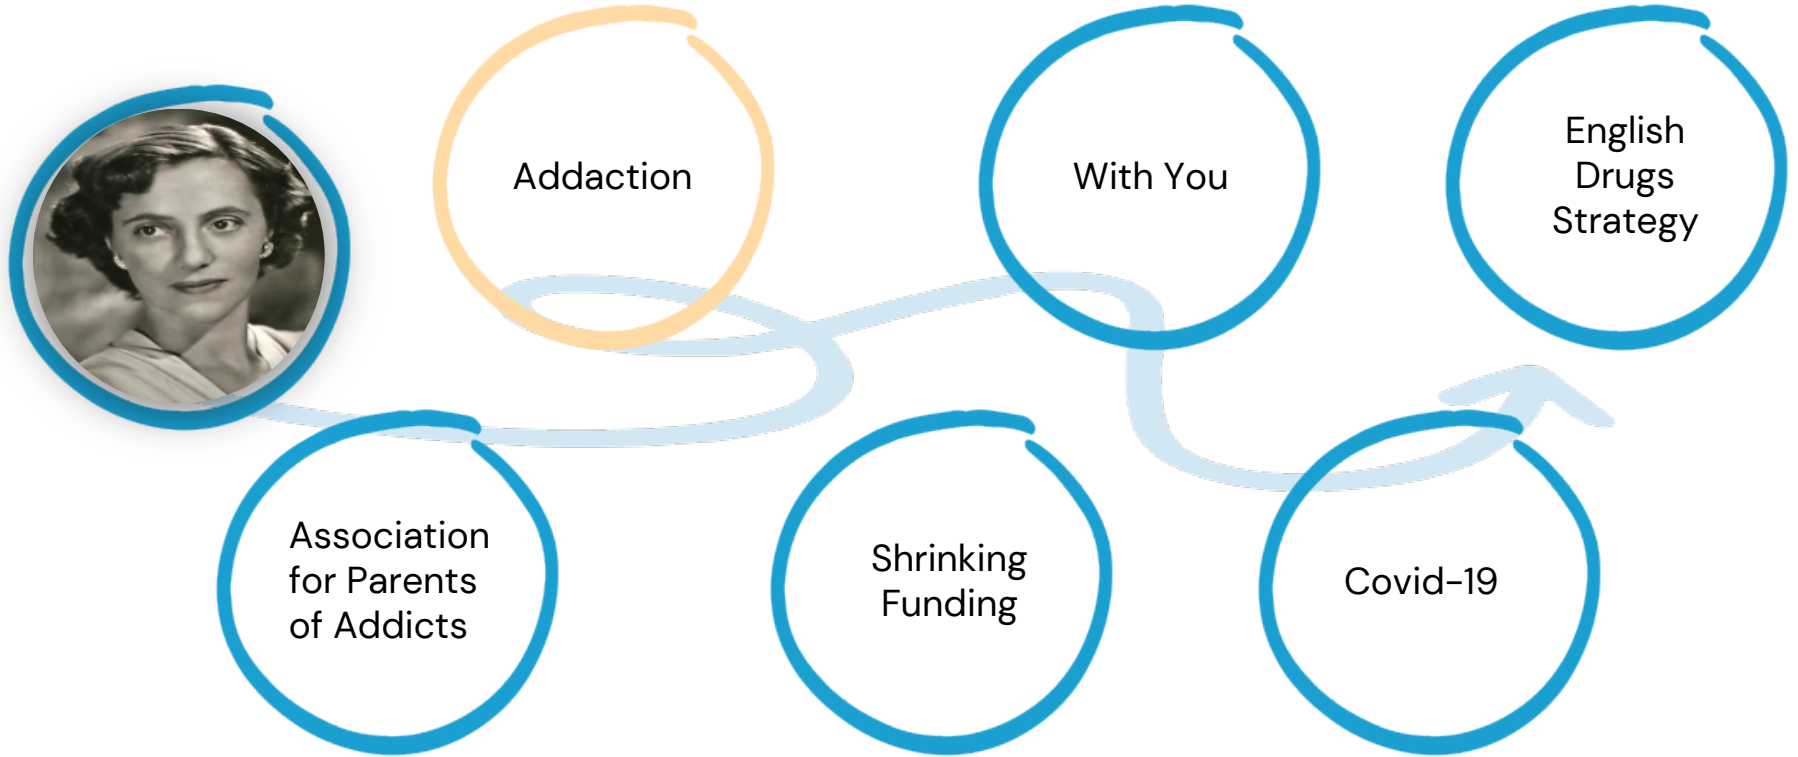 Addaction
With You
English
Drugs
Strategy
Association
for Parents
of Addicts
Shrinking
Funding
Covid-19